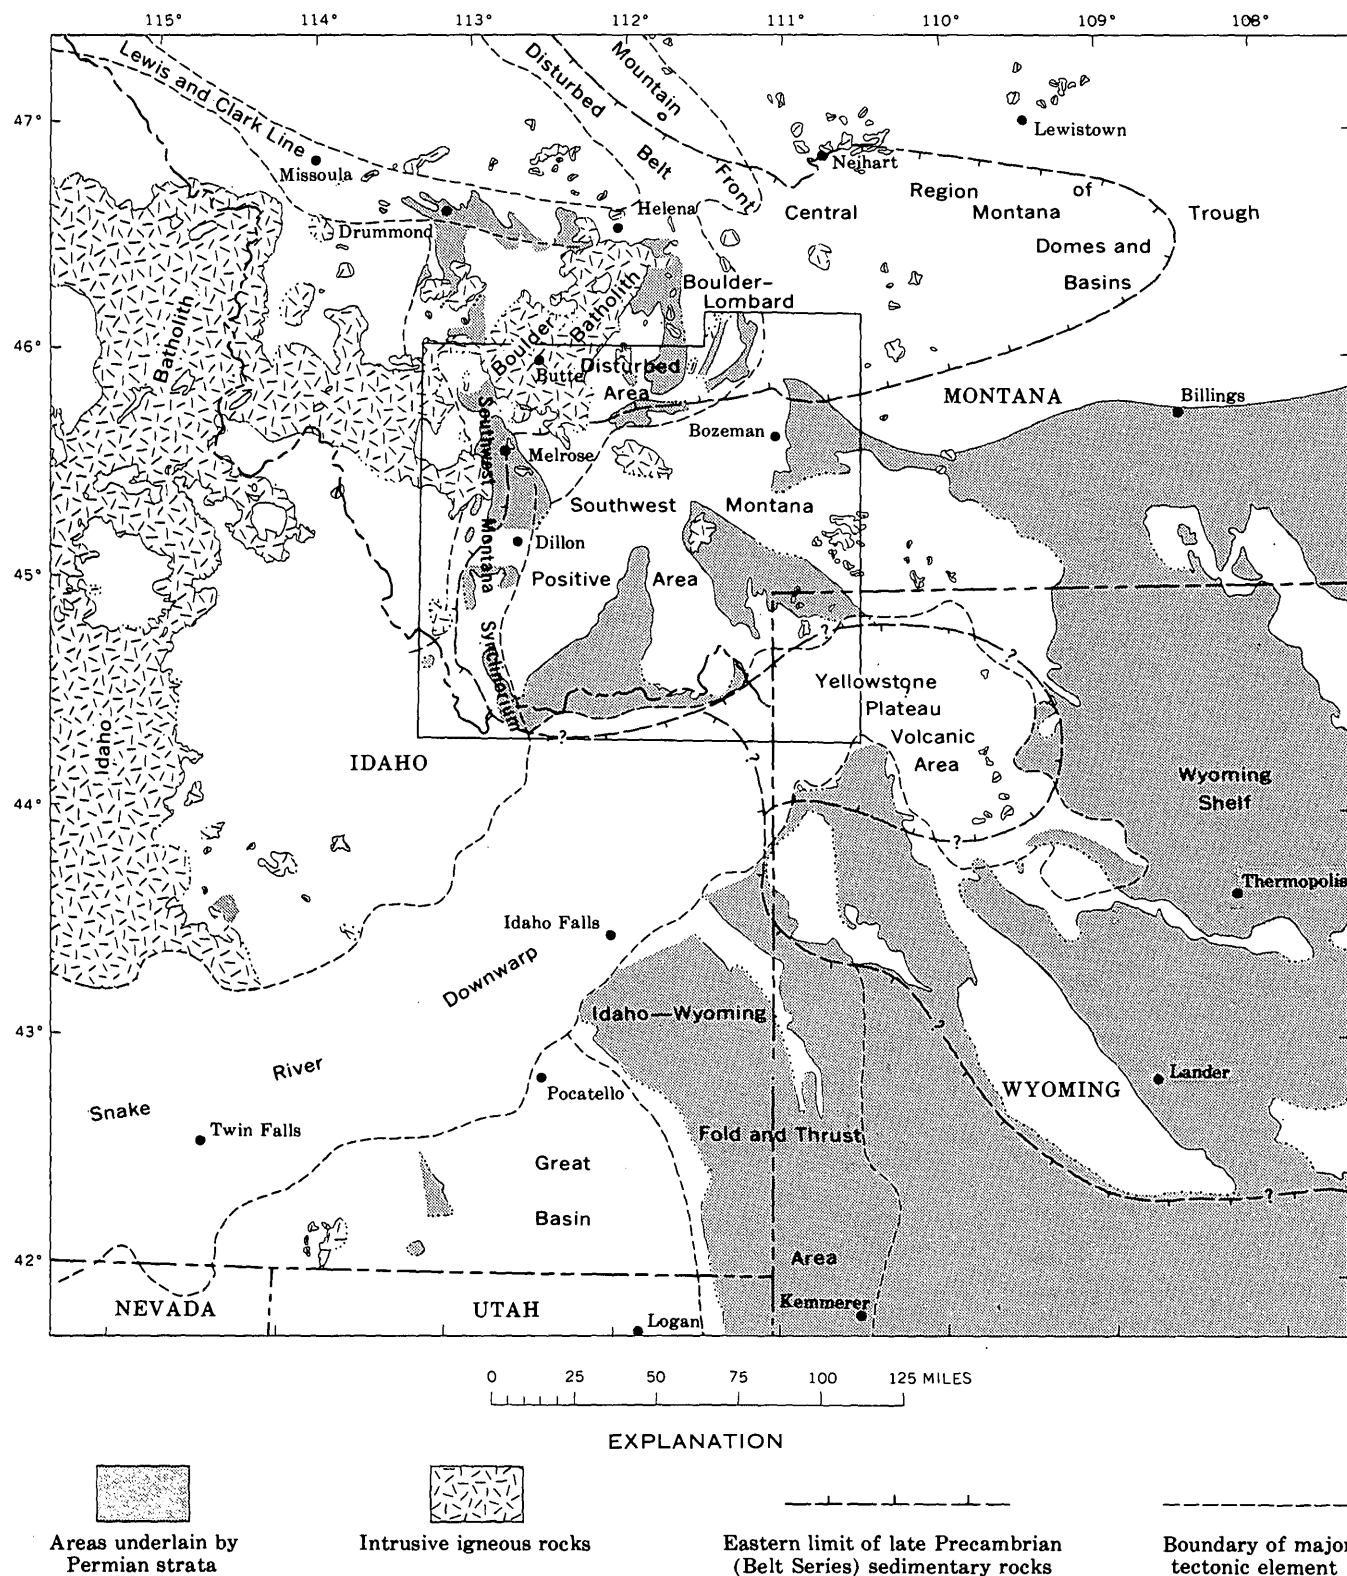 115° 114° 113° 112° 111° 110° 109° 108°
47°
46°
45°
44°
43°
42°
Lewis and Clark Line
Disturbed
Belt
Mountain
Front
Missoula
Drummond
Helena
Neihart
Lewistown
Region
of
Central
Montana
Trough
Domes and
Basins
Boulder-
Lombard
Batholith
Boulder
Batholith
Butte
Disturbed
Area
MONTANA
Billings
Bozeman
Southwest
Montana
Synclinorium
Melrose
Southwest
Montana
Dillon
Positive
Area
?
?
?
?
Yellowstone
Plateau
Volcanic
Area
Idaho
IDAHO
Wyoming
Shelf
?
Thermopolis
Idaho Falls
Downwarp
Idaho—Wyoming
?
River
Pocatello
WYOMING
Lander
Snake
Twin Falls
Fold and Thrust
Great
Basin
?
Area
NEVADA
UTAH
Kemmerer
Logan
0 25 50 75 100 125 MILES
EXPLANATION
Areas underlain by
Permian strata
Intrusive igneous rocks
Eastern limit of late Precambrian
(Belt Series) sedimentary rocks
Boundary of major
tectonic element